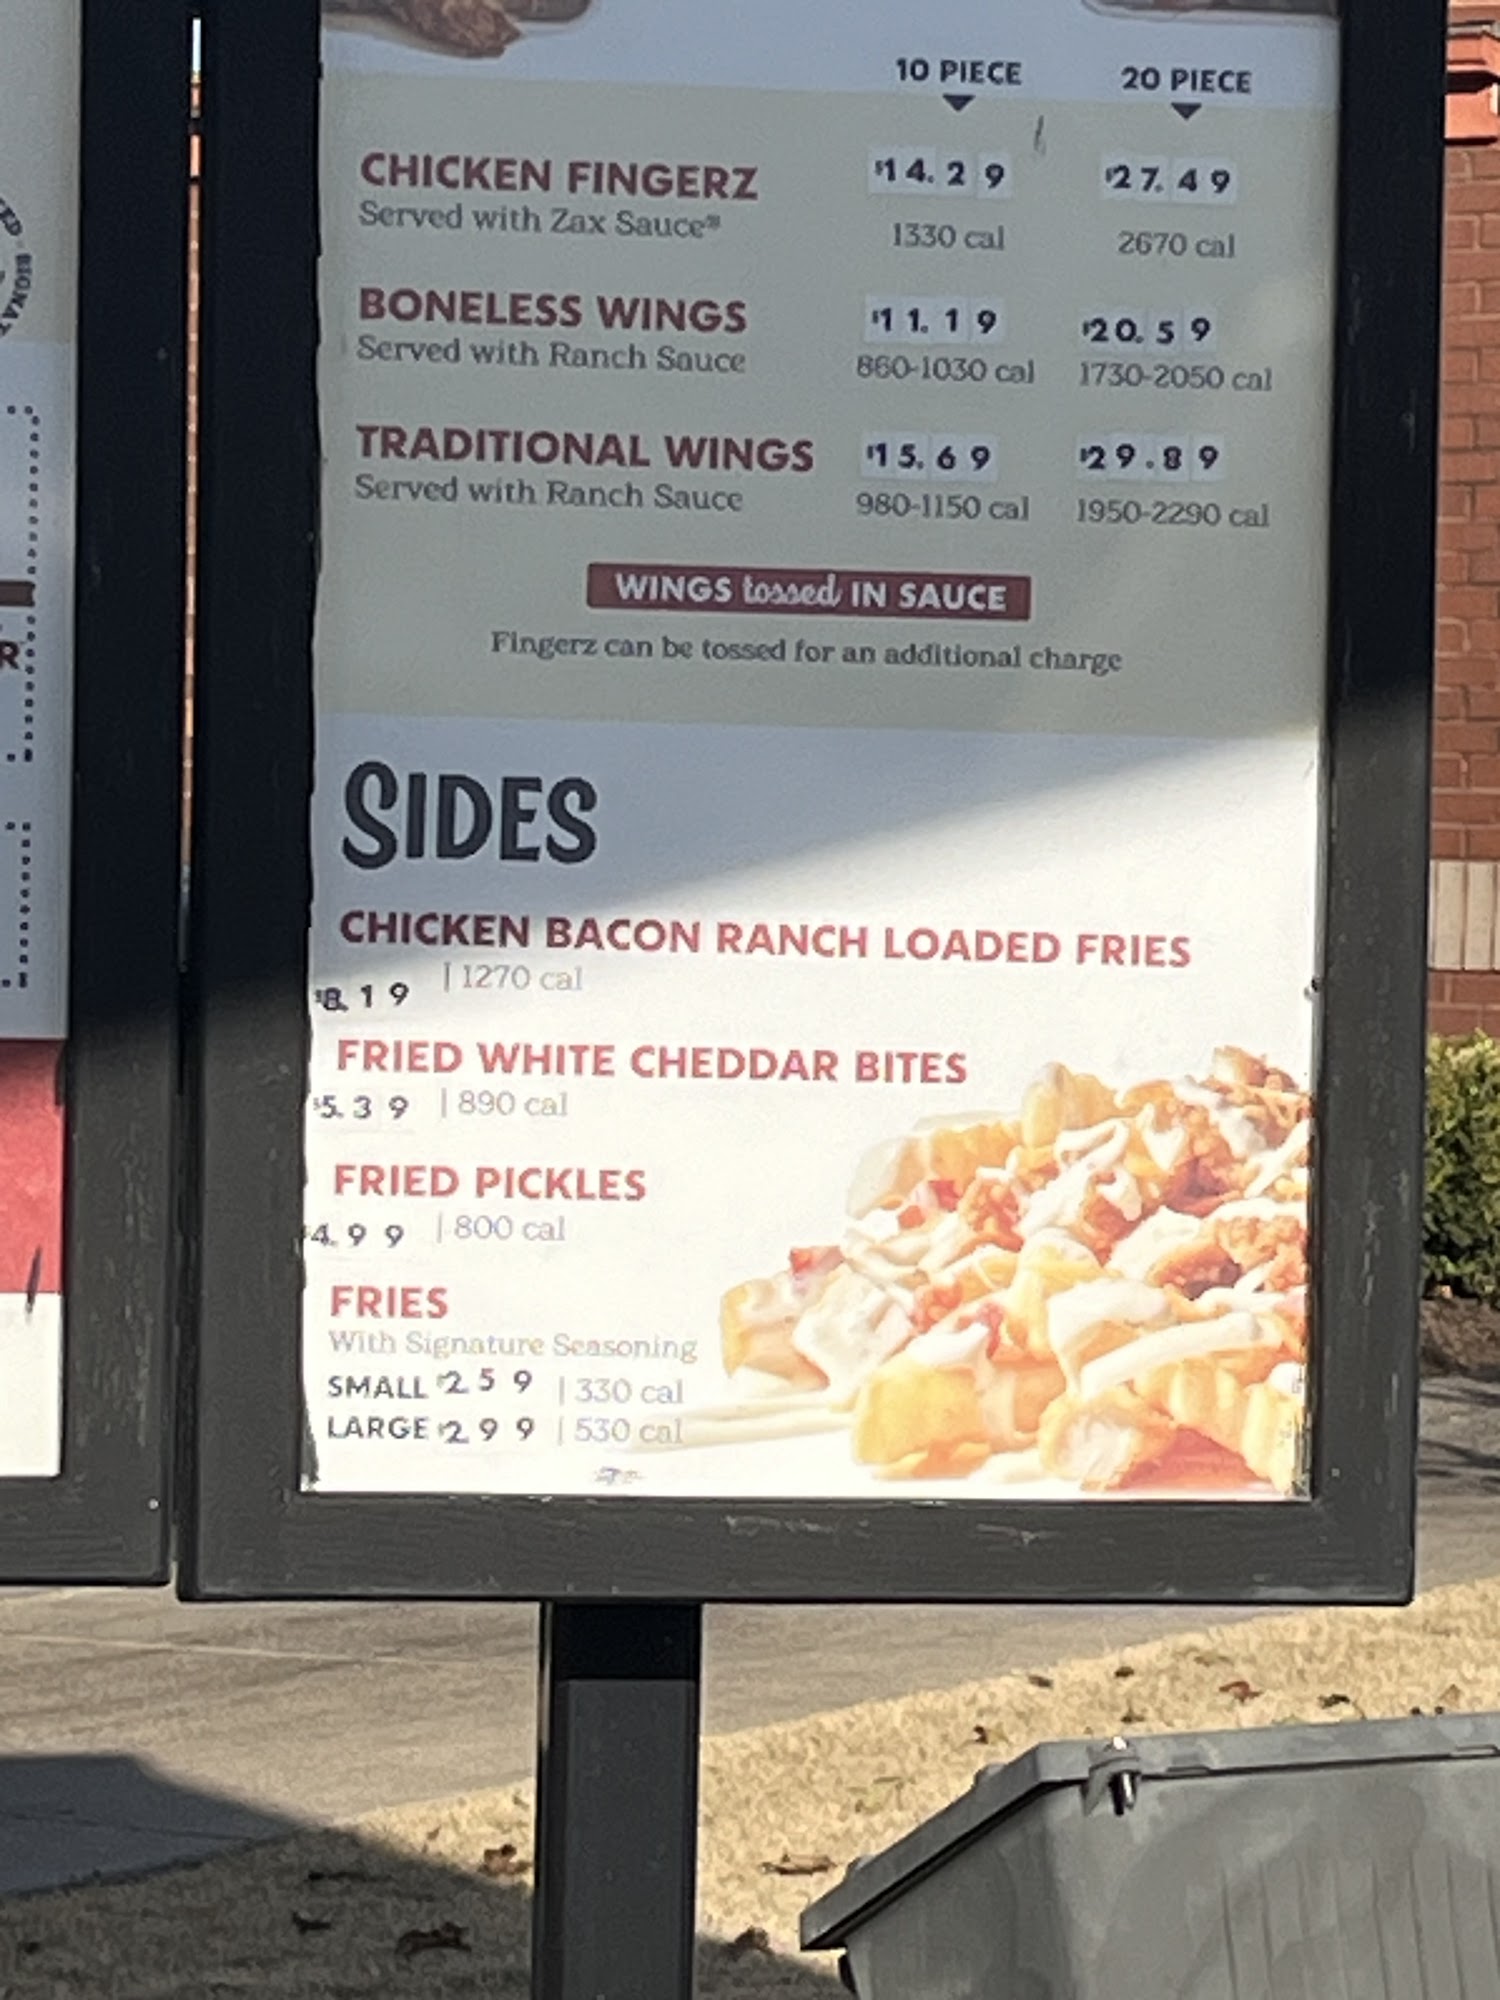 10 PIECE 20 PIECE
CHICKEN FINGERZ $14.29 $27.49
Served with Zax Sauce® 1330 cal 2670 cal
BONELESS WINGS $11.19 $20.59
Served with Ranch Sauce 860-1030 cal 1730-2050 cal
TRADITIONAL WINGS $15.69 $29.89
Served with Ranch Sauce 980-1150 cal 1950-2290 cal
WINGS tossed IN SAUCE
Fingerz can be tossed for an additional charge
SIDES
CHICKEN BACON RANCH LOADED FRIES
$8.19 | 1270 cal
FRIED WHITE CHEDDAR BITES
$5.39 | 890 cal
FRIED PICKLES
$4.99 | 800 cal
FRIES
With Signature Seasoning
SMALL $2 59 | 330 cal
LARGE $2 99 | 530 cal